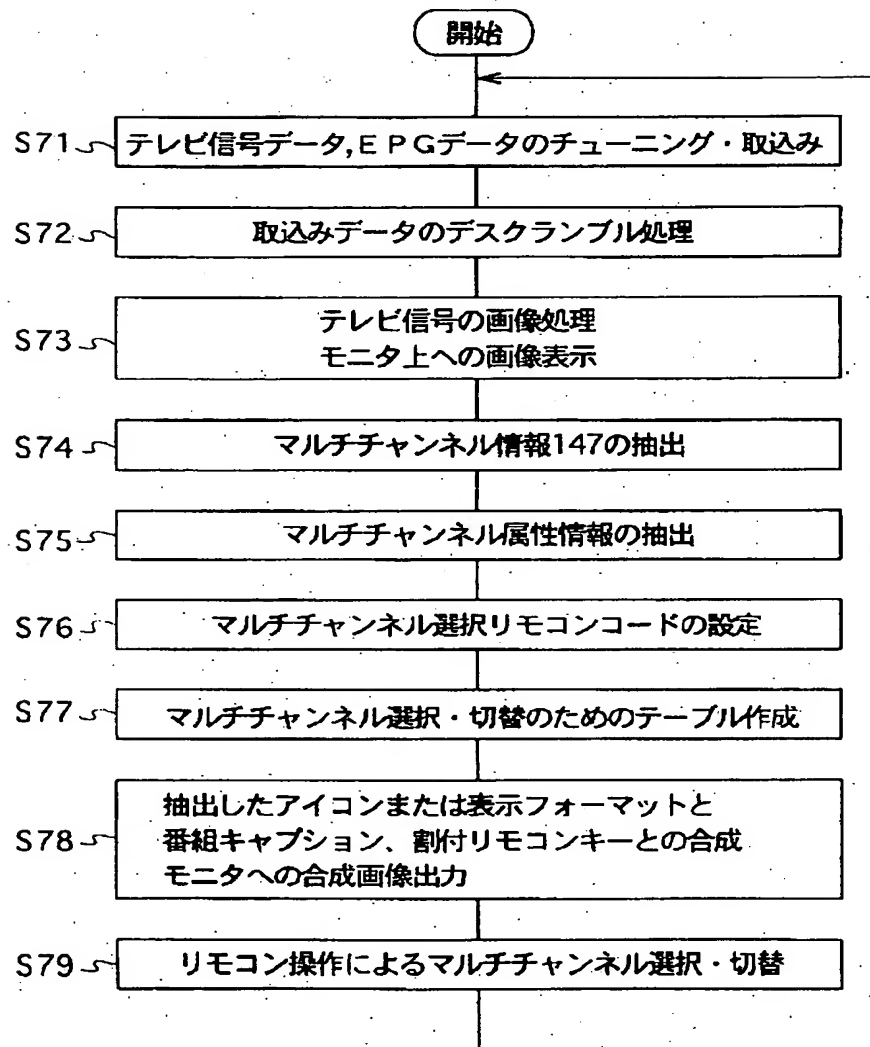 開始
S71 テレビ信号データ,EPGデータのチューニング・取込み
S72 取込みデータのデスクランブル処理
テレビ信号の画像処理
S73
モニタ上への画像表示
S74 マルチチャンネル情報147の抽出
S75 マルチチャンネル属性情報の抽出
S76 マルチチャンネル選択リモコンコードの設定
S77 マルチチャンネル選択・切替のためのテーブル作成
抽出したアイコンまたは表示フォーマットと
S78 番組キャプション、割付リモコンキーとの合成
モニタへの合成画像出力
S79 リモコン操作によるマルチチャンネル選択・切替